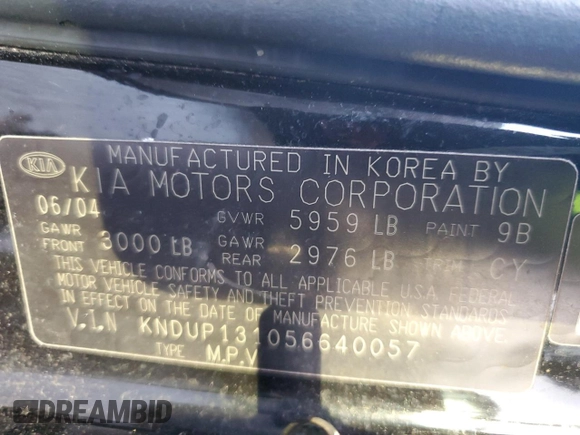 KIA MANUFACTURED IN KOREA BY
KIA MOTORS CORPORATION
06/04 GVWR 5959 LB PAINT 9B
GAWR FRONT 3000 LB GAWR REAR 2976 LB CY
THIS VEHICLE CONFORMS TO ALL APPLICABLE U.S.A. FEDERAL
MOTOR VEHICLE SAFETY AND THEFT PREVENTION STANDARDS
IN EFFECT ON THE DATE OF MANUFACTURE SHOWN ABOVE
V.I.N
TYPE M.P.V
DREAMBID